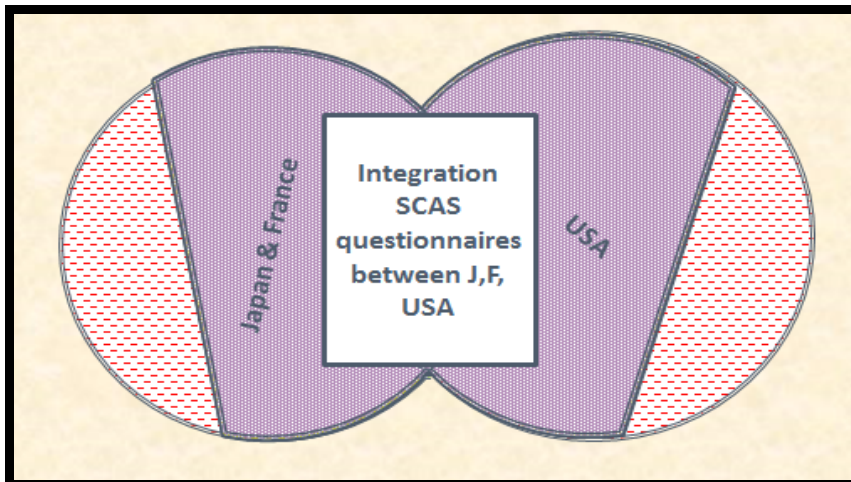 Japan & France
Integration
SCAS
questionnaires
between J,F,
USA
USA